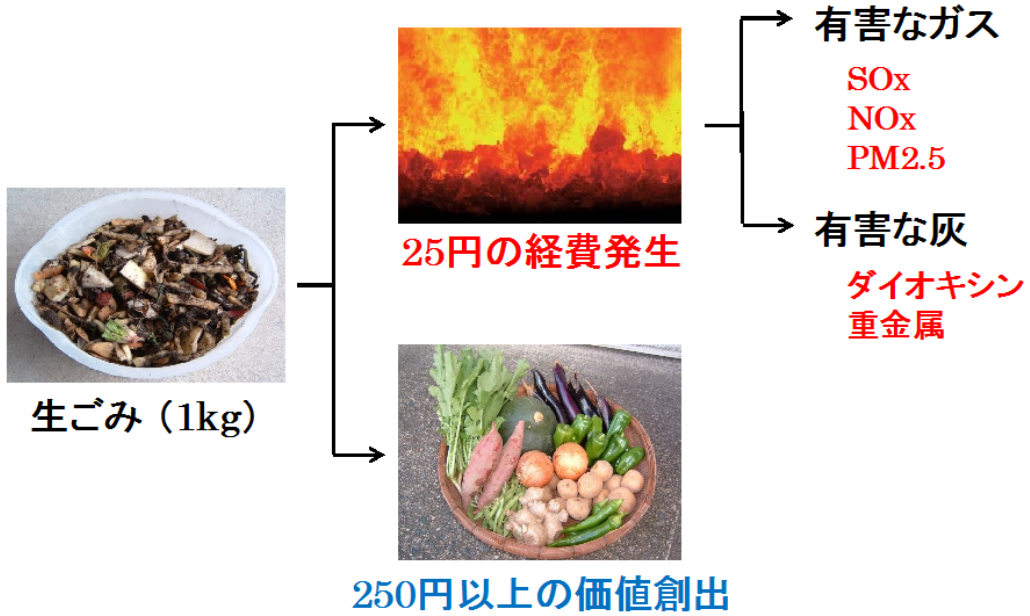 生ごみ（1kg）
25円の経費発生
有害なガス
SOx
NOx
PM2.5
有害な灰
ダイオキシン
重金属
250円以上の価値創出